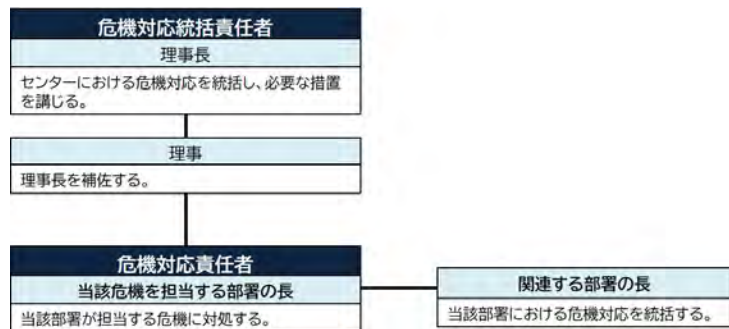 危機対応統括責任者
理事長
センターにおける危機対応を統括し、必要な措置
を講じる。
理事
理事長を補佐する。
危機対応責任者
当該危機を担当する部署の長
当該部署が担当する危機に対処する。
関連する部署の長
当該部署における危機対応を統括する。